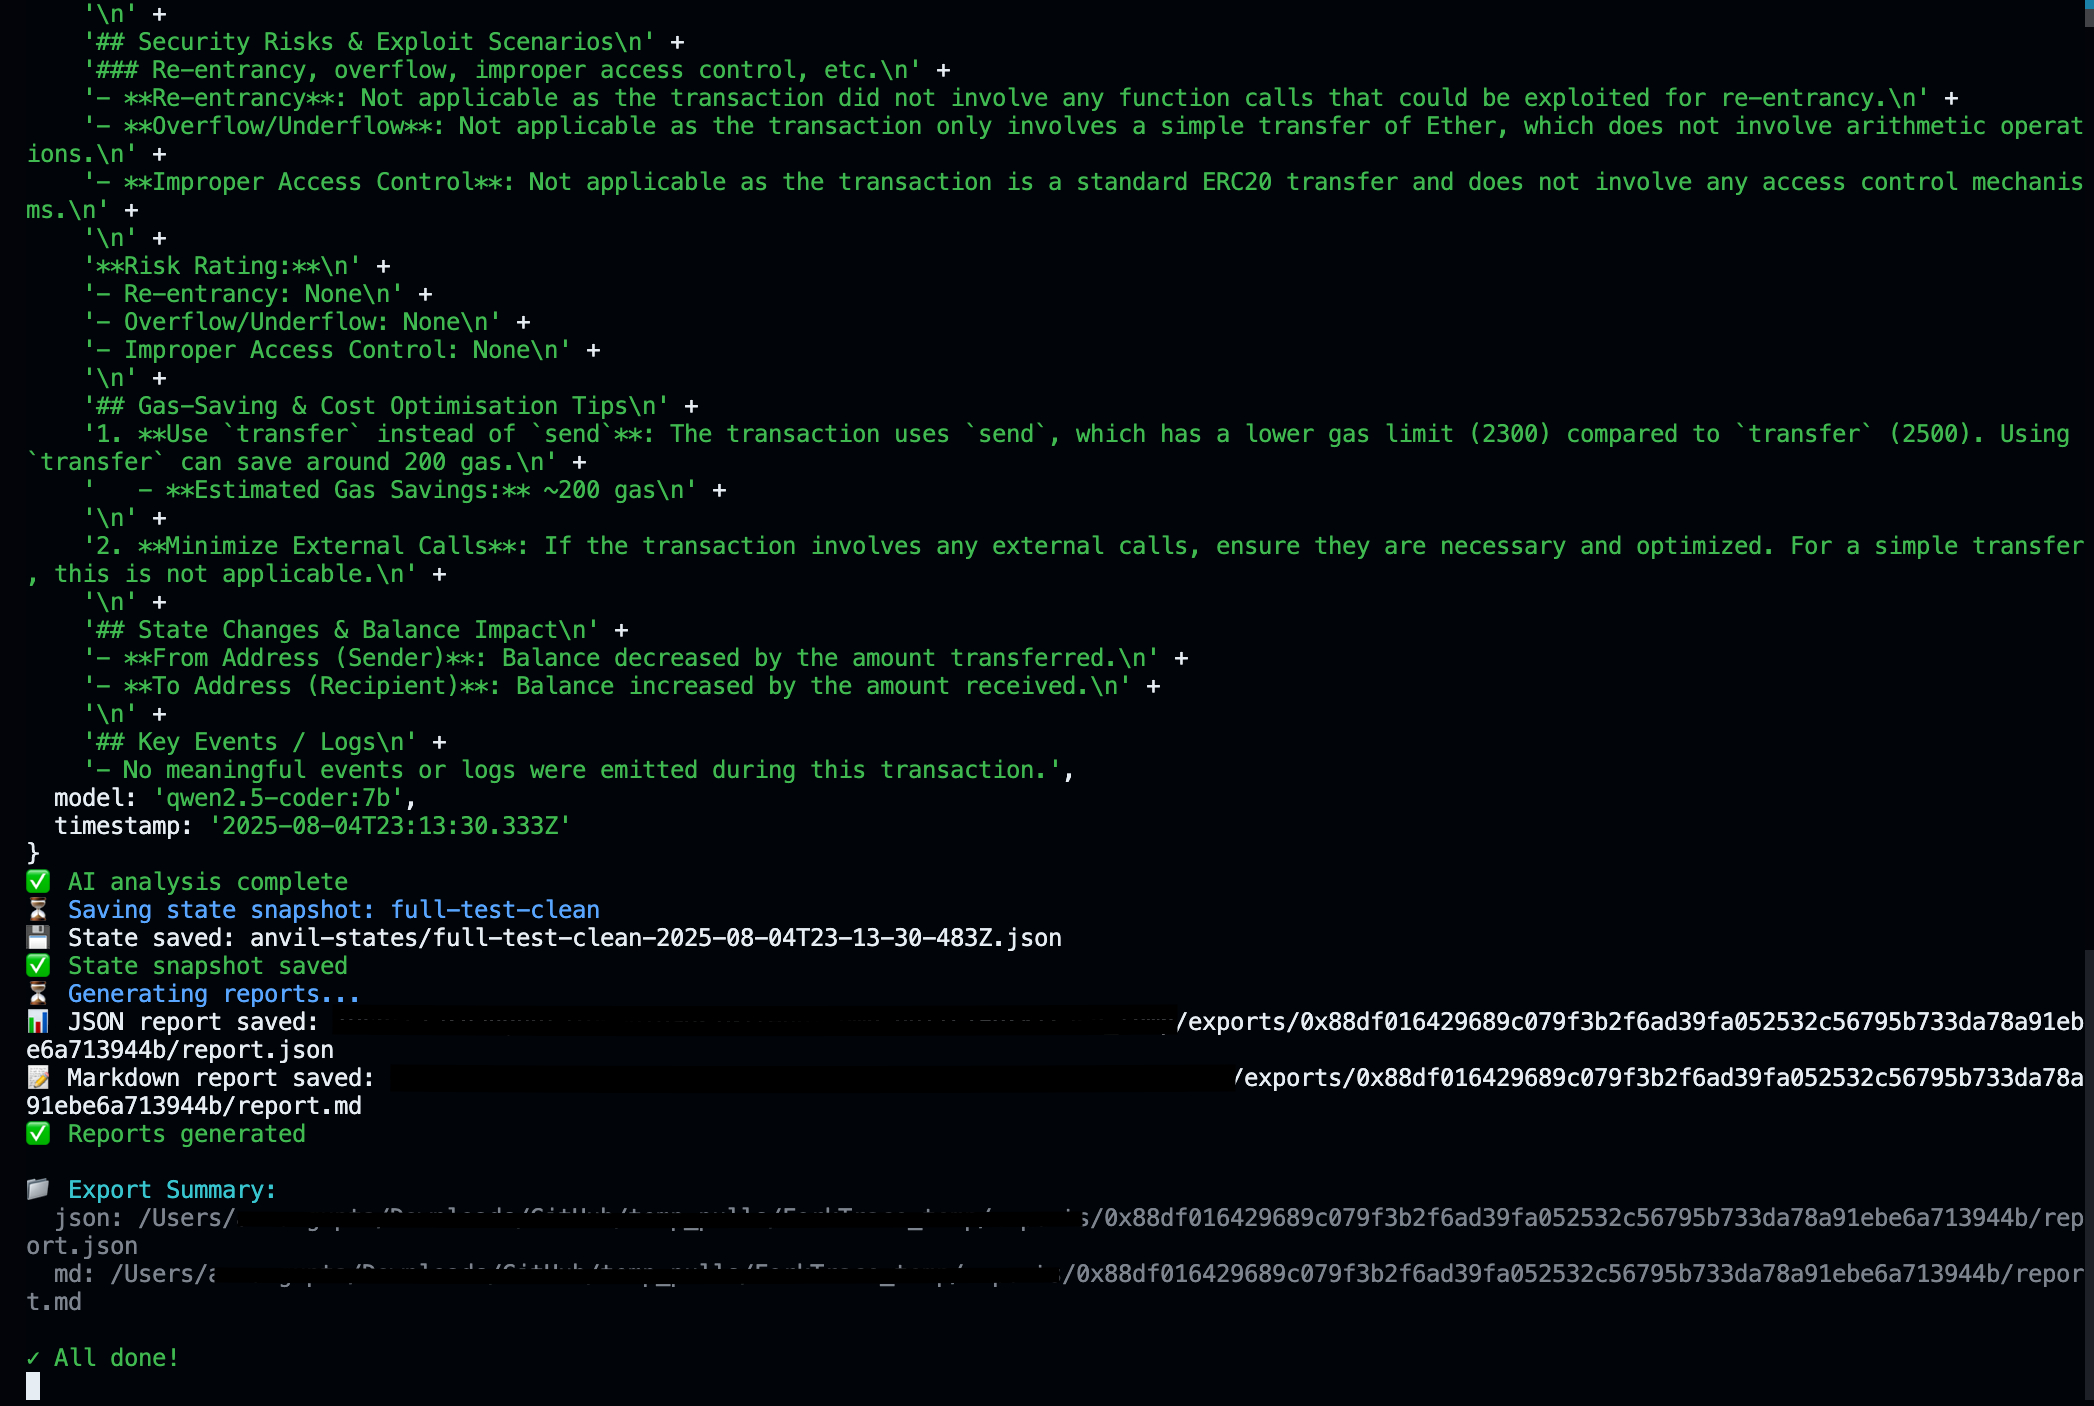 '\n' +
'## Security Risks & Exploit Scenarios\n' +
'### Re-entrancy, overflow, improper access control, etc.\n' +
'- **Re-entrancy**: Not applicable as the transaction did not involve any function calls that could be exploited for re-entrancy.\n' +
'- **Overflow/Underflow**: Not applicable as the transaction only involves a simple transfer of Ether, which does not involve arithmetic operat
ions.\n' +
'- **Improper Access Control**: Not applicable as the transaction is a standard ERC20 transfer and does not involve any access control mechanis
ms.\n' +
'\n' +
'**Risk Rating:**\n' +
'- Re-entrancy: None\n' +
'- Overflow/Underflow: None\n' +
'- Improper Access Control: None\n' +
'\n' +
'## Gas-Saving & Cost Optimisation Tips\n' +
'1. **Use `transfer` instead of `send`**: The transaction uses `send`, which has a lower gas limit (2300) compared to `transfer` (2500). Using
`transfer` can save around 200 gas.\n' +
'   - **Estimated Gas Savings:** ~200 gas\n' +
'\n' +
'2. **Minimize External Calls**: If the transaction involves any external calls, ensure they are necessary and optimized. For a simple transfer
, this is not applicable.\n' +
'\n' +
'## State Changes & Balance Impact\n' +
'- **From Address (Sender)**: Balance decreased by the amount transferred.\n' +
'- **To Address (Recipient)**: Balance increased by the amount received.\n' +
'\n' +
'## Key Events / Logs\n' +
'- No meaningful events or logs were emitted during this transaction.',
model: 'qwen2.5-coder:7b',
timestamp: '2025-08-04T23:13:30.333Z'
}
✅ AI analysis complete
⏳ Saving state snapshot: full-test-clean
💾 State saved: anvil-states/full-test-clean-2025-08-04T23-13-30-483Z.json
✅ State snapshot saved
⏳ Generating reports...
📊 JSON report saved: /exports/0x88df016429689c079f3b2f6ad39fa052532c56795b733da78a91eb
e6a713944b/report.json
📝 Markdown report saved: /exports/0x88df016429689c079f3b2f6ad39fa052532c56795b733da78a
91ebe6a713944b/report.md
✅ Reports generated
📁 Export Summary:
json: /Users/ s/0x88df016429689c079f3b2f6ad39fa052532c56795b733da78a91ebe6a713944b/rep
ort.json
md: /Users/a /0x88df016429689c079f3b2f6ad39fa052532c56795b733da78a91ebe6a713944b/repor
t.md
✓ All done!